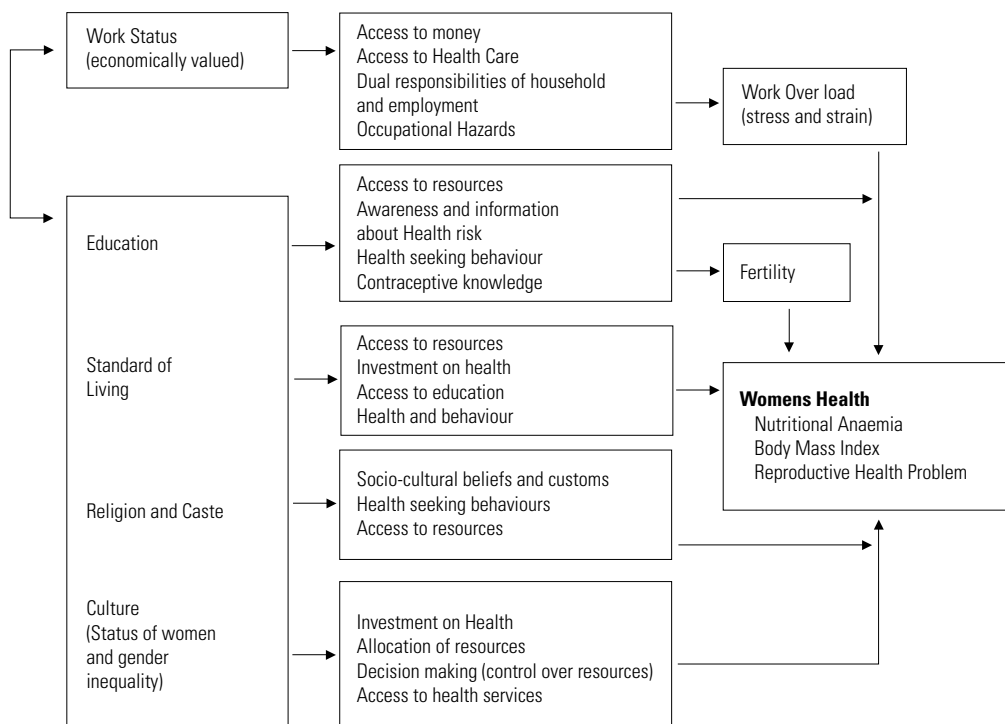 Work Status
(economically valued)
Access to money
Access to Health Care
Dual responsibilities of household
and employment
Occupational Hazards
Work Over load
(stress and strain)
Education
Access to resources
Awareness and information
about Health risk
Health seeking behaviour
Contraceptive knowledge
Fertility
Standard of
Living
Access to resources
Investment on health
Access to education
Health and behaviour
Womens Health
Nutritional Anaemia
Body Mass Index
Reproductive Health Problem
Religion and Caste
Socio-cultural beliefs and customs
Health seeking behaviours
Access to resources
Culture
(Status of women
and gender
inequality)
Investment on Health
Allocation of resources
Decision making (control over resources)
Access to health services